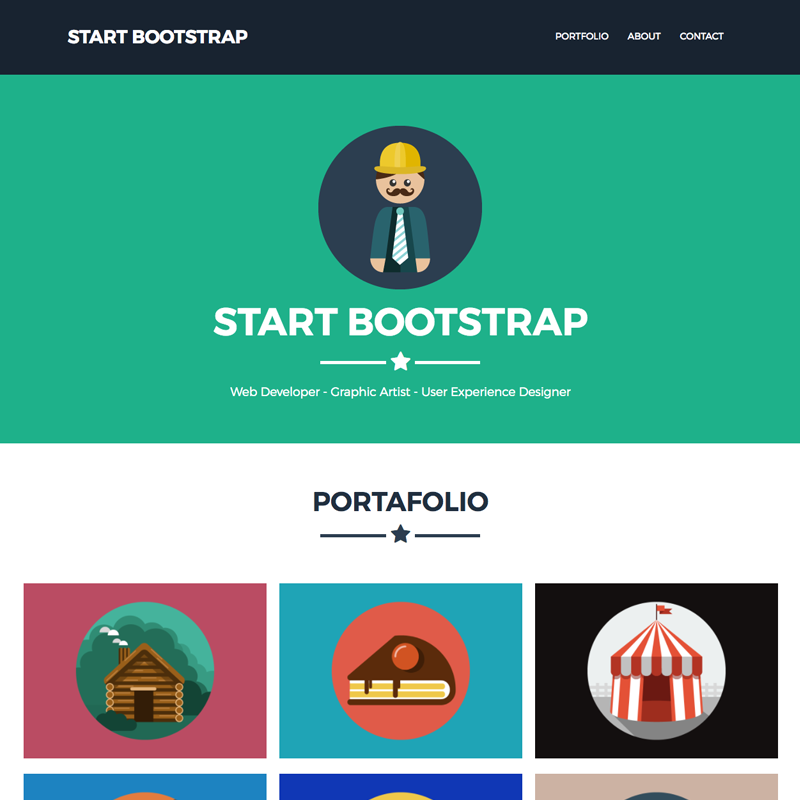 START BOOTSTRAP
PORTFOLIO ABOUT CONTACT
START BOOTSTRAP
Web Developer - Graphic Artist - User Experience Designer
PORTAFOLIO